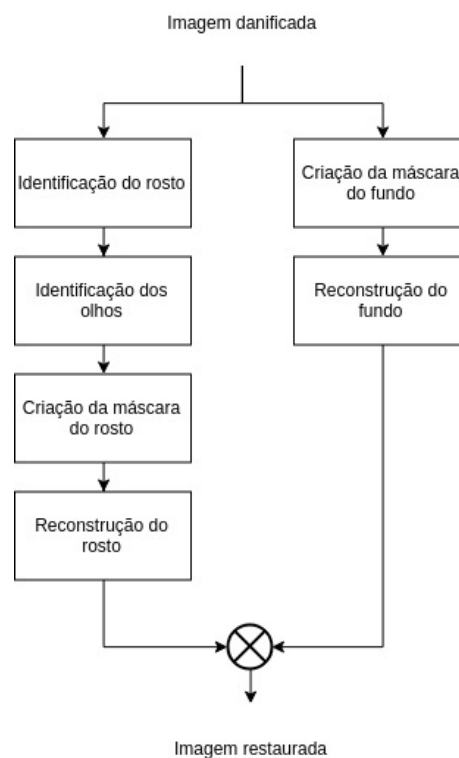 Imagem danificada
Identificação do rosto
Criação da máscara
do fundo
Identificação dos
olhos
Reconstrução do
fundo
Criação da máscara
do rosto
Reconstrução do
rosto
Imagem restaurada